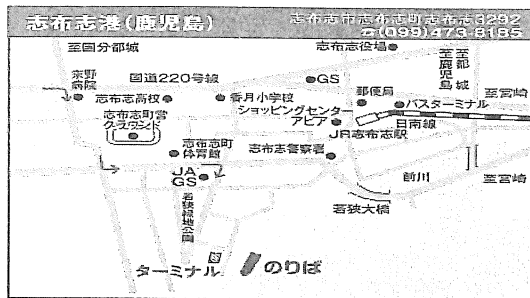 志布志港(鹿児島)
志布志市志布志町志布志3292
☎(099)473-8185
至国分都城
志布志役場
至鹿児島
至都城
京野
病院
国道220号線
GS
郵便局
至宮崎
志布志高校
香月小学校
バスターミナル
ショッピングセンター
アピア
日南線
志布志町営
グラウンド
JR志布志駅
志布志町
体育館
志布志警察署
JA
GS
前川
至宮崎
若狭緑地公園
若狭大橋
ターミナル
のりば